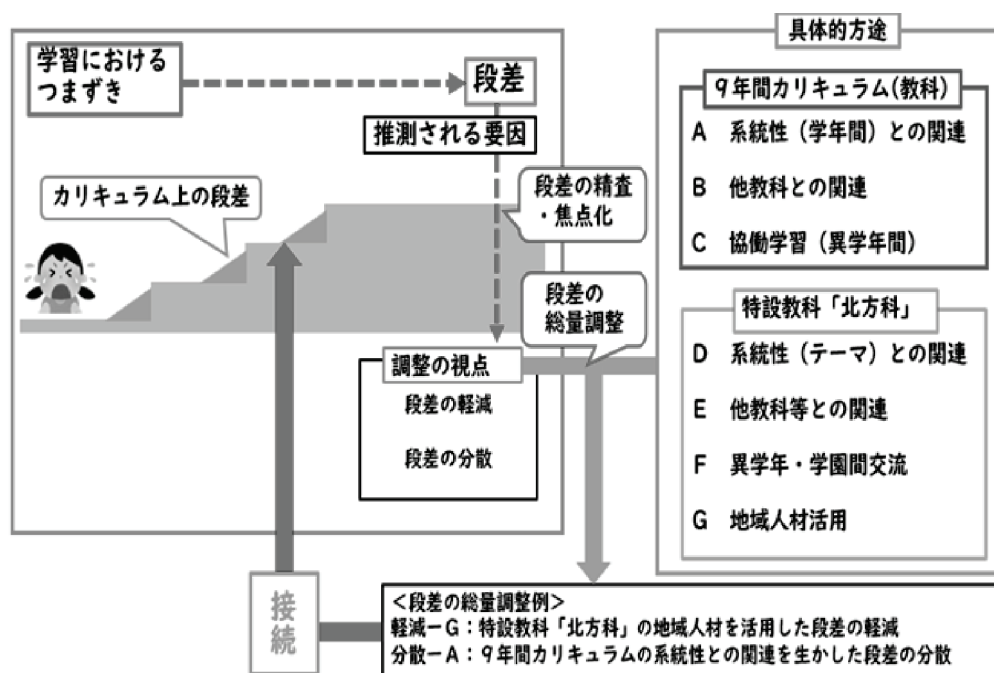 学習における
つまずき
段差
推測される要因
カリキュラム上の段差
段差の精査
・焦点化
段差の
総量調整
調整の視点
段差の軽減
段差の分散
具体的方途
9年間カリキュラム(教科)
A 系統性(学年間)との関連
B 他教科との関連
C 協働学習(異学年間)
特設教科「北方科」
D 系統性(テーマ)との関連
E 他教科等との関連
F 異学年・学園間交流
G 地域人材活用
接続
<段差の総量調整例>
軽減ーG:特設教科「北方科」の地域人材を活用した段差の軽減
分散ーA:9年間カリキュラムの系統性との関連を生かした段差の分散